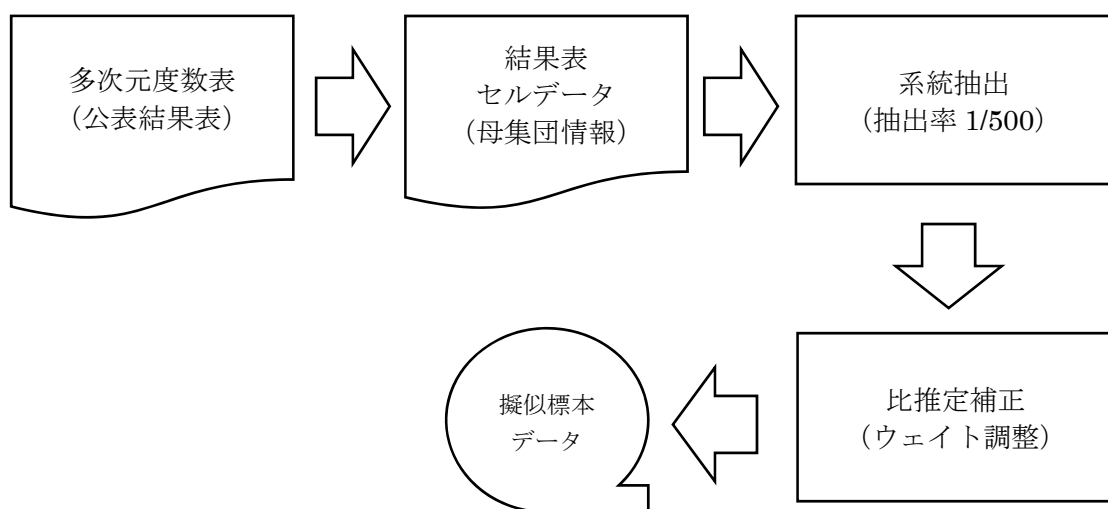 多次元度数表
（公表結果表）
結果表
セルデータ
（母集団情報）
系統抽出
（抽出率 1/500）
比推定補正
（ウェイト調整）
擬似標本
データ